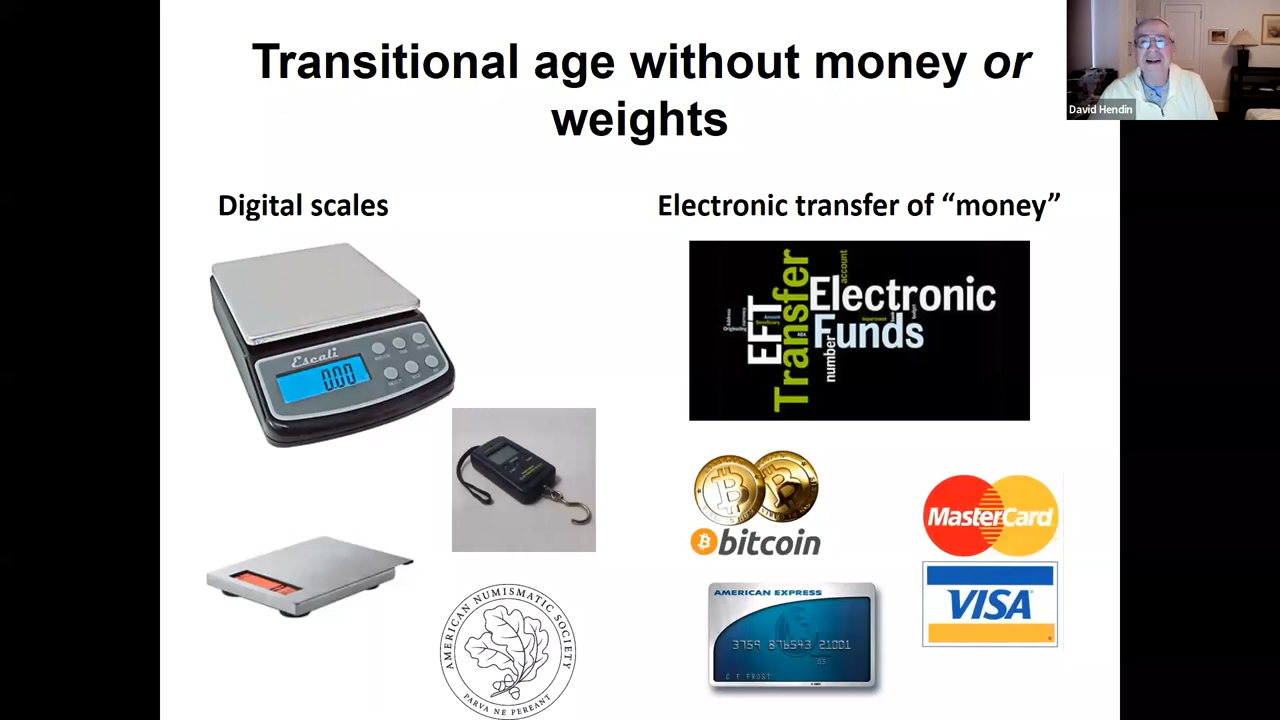 Transitional age without money or
weights
David Hendin
Digital scales
Electronic transfer of “money”
Escali
0.00
EFT
Transfer
Electronic
Funds
number
account
bitcoin
MasterCard
VISA
AMERICAN EXPRESS
3759 876543 21001
C F FROST
AMERICAN NUMISMATIC SOCIETY
PARVA NE PEREANT